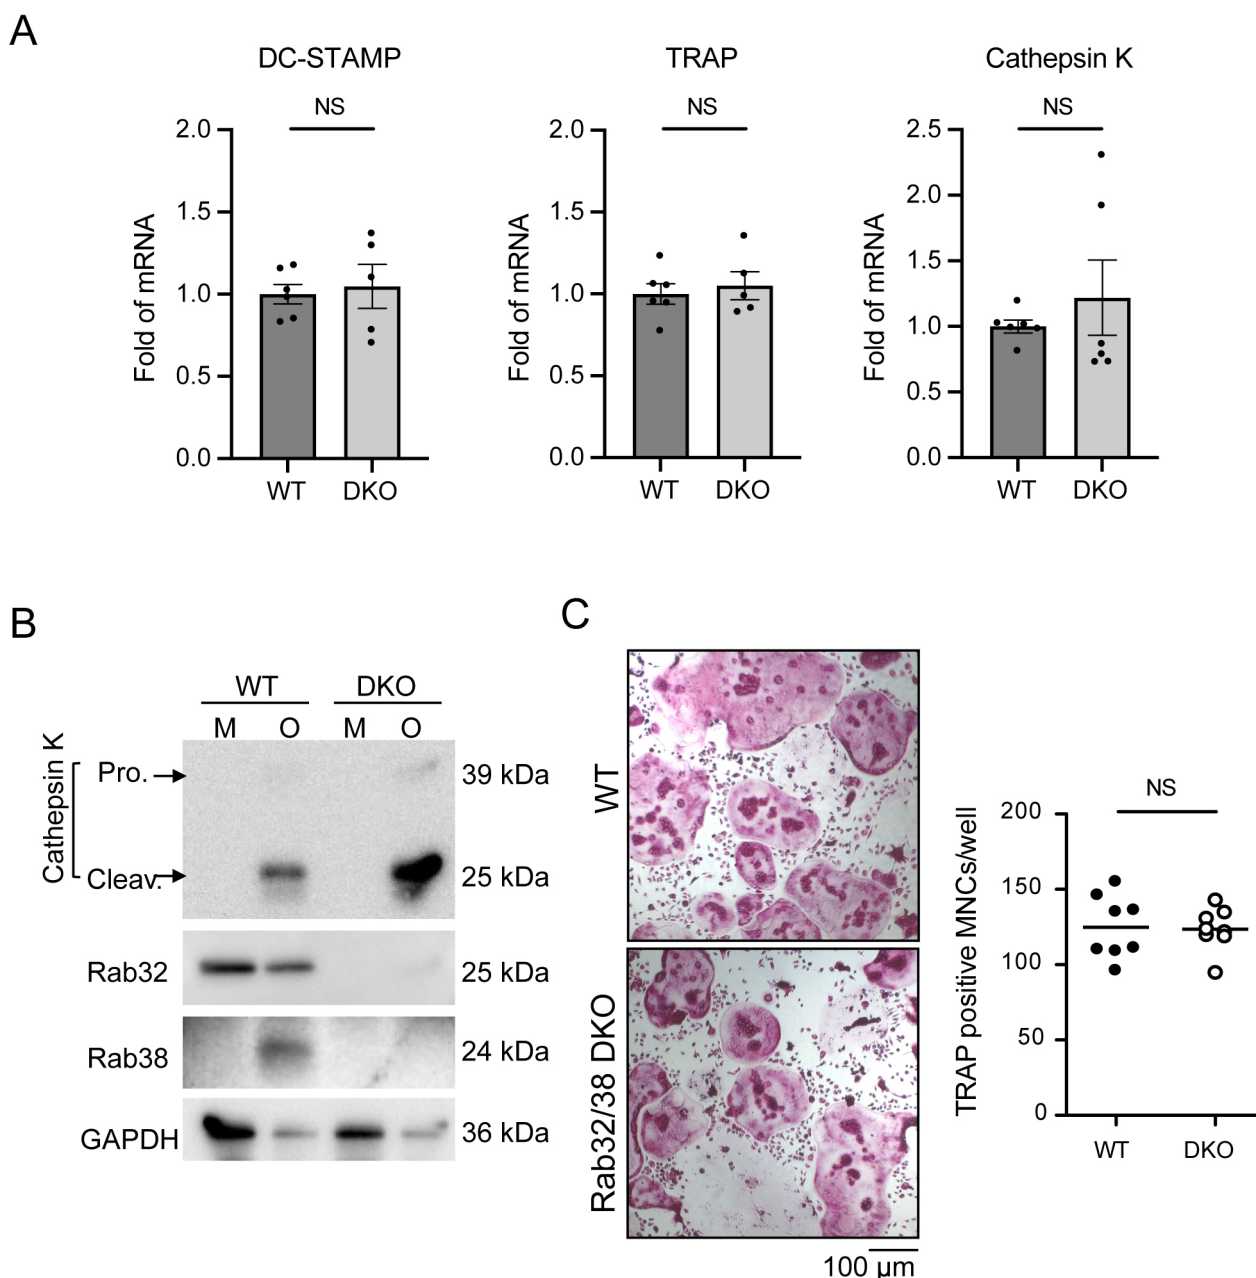 A
DC-STAMP
TRAP
Cathepsin K
NS
NS
NS
2.0
1.5
1.0
0.5
0.0
Fold of mRNA
WT
DKO
2.0
1.5
1.0
0.5
0.0
Fold of mRNA
WT
DKO
2.5
2.0
1.5
1.0
0.5
0.0
Fold of mRNA
WT
DKO
B
WT
DKO
M
O
M
O
Cathepsin K
Pro.
39 kDa
Cleav.
25 kDa
Rab32
25 kDa
Rab38
24 kDa
GAPDH
36 kDa
C
WT
Rab32/38 DKO
100 µm
NS
TRAP positive MNCs/well
200
150
100
50
0
WT
DKO